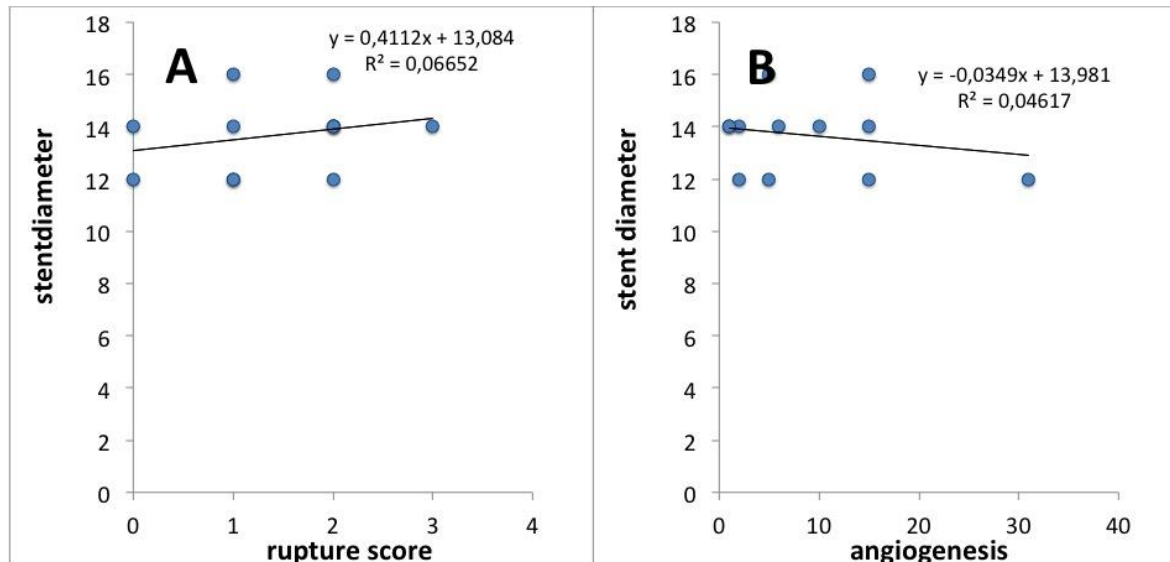 A
y = 0,4112x + 13,084
R² = 0,06652
stentdiameter
18
16
14
12
10
8
6
4
2
0
0 1 2 3 4
rupture score
B
y = -0,0349x + 13,981
R² = 0,04617
stent diameter
18
16
14
12
10
8
6
4
2
0
0 10 20 30 40
angiogenesis